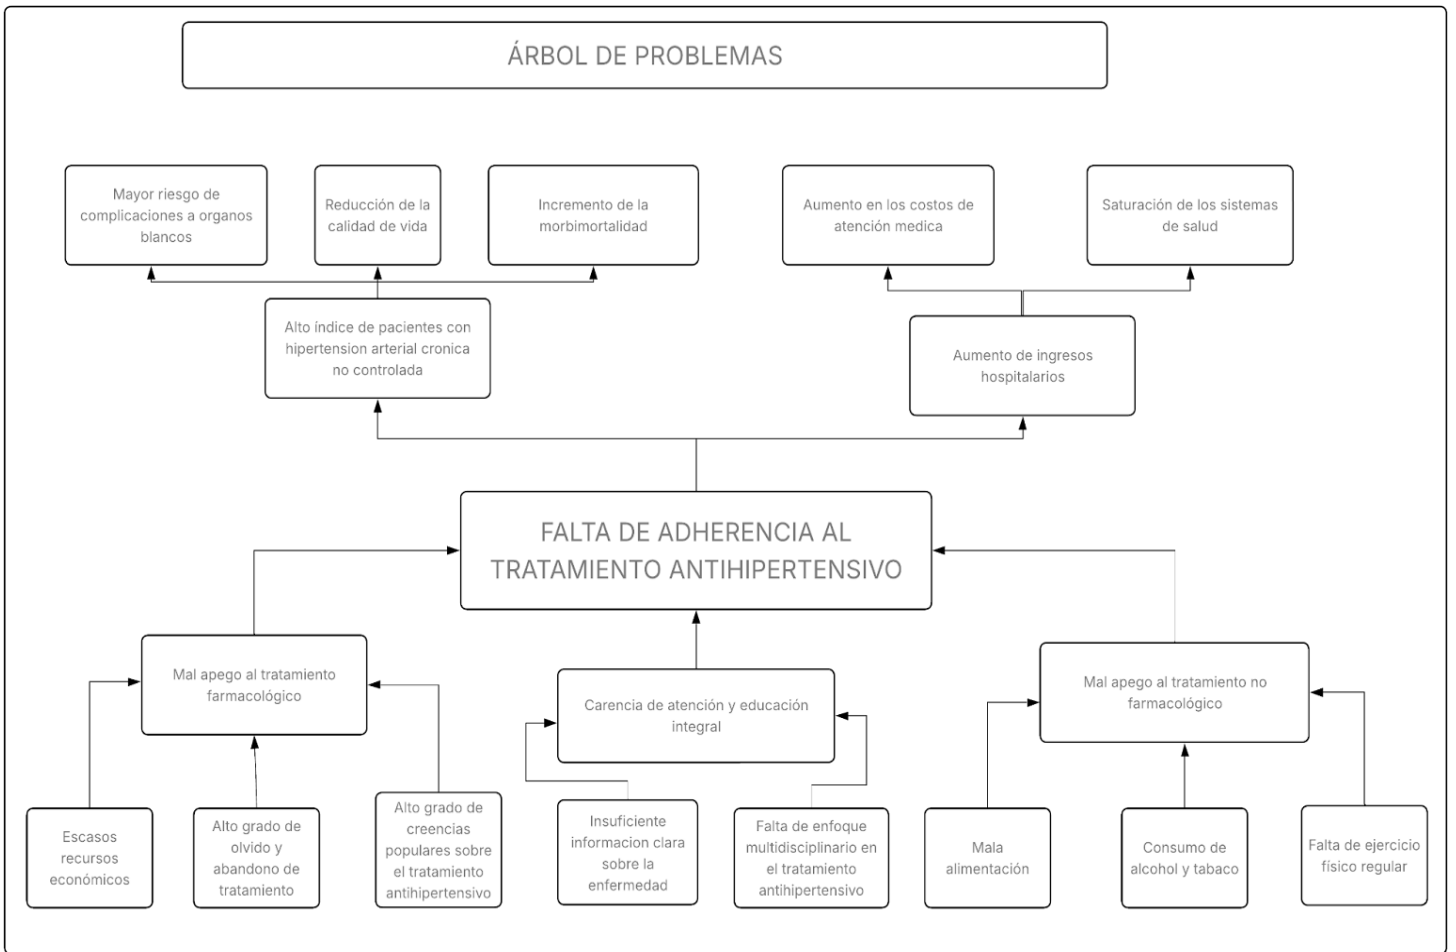 ÁRBOL DE PROBLEMAS
Mayor riesgo de
complicaciones a organos
blancos
Reducción de la
calidad de vida
Incremento de la
morbimortalidad
Aumento en los costos de
atención medica
Saturación de los sistemas
de salud
Alto índice de pacientes con
hipertension arterial cronica
no controlada
Aumento de ingresos
hospitalarios
FALTA DE ADHERENCIA AL
TRATAMIENTO ANTIHIPERTENSIVO
Mal apego al tratamiento
farmacológico
Carencia de atención y educación
integral
Mal apego al tratamiento no
farmacológico
Escasos
recursos
económicos
Alto grado de
olvido y
abandono de
tratamiento
Alto grado de
creencias
populares sobre
el tratamiento
antihipertensivo
Insuficiente
informacion clara
sobre la
enfermedad
Falta de enfoque
multidisciplinario en
el tratamiento
antihipertensivo
Mala
alimentación
Consumo de
alcohol y tabaco
Falta de ejercicio
físico regular